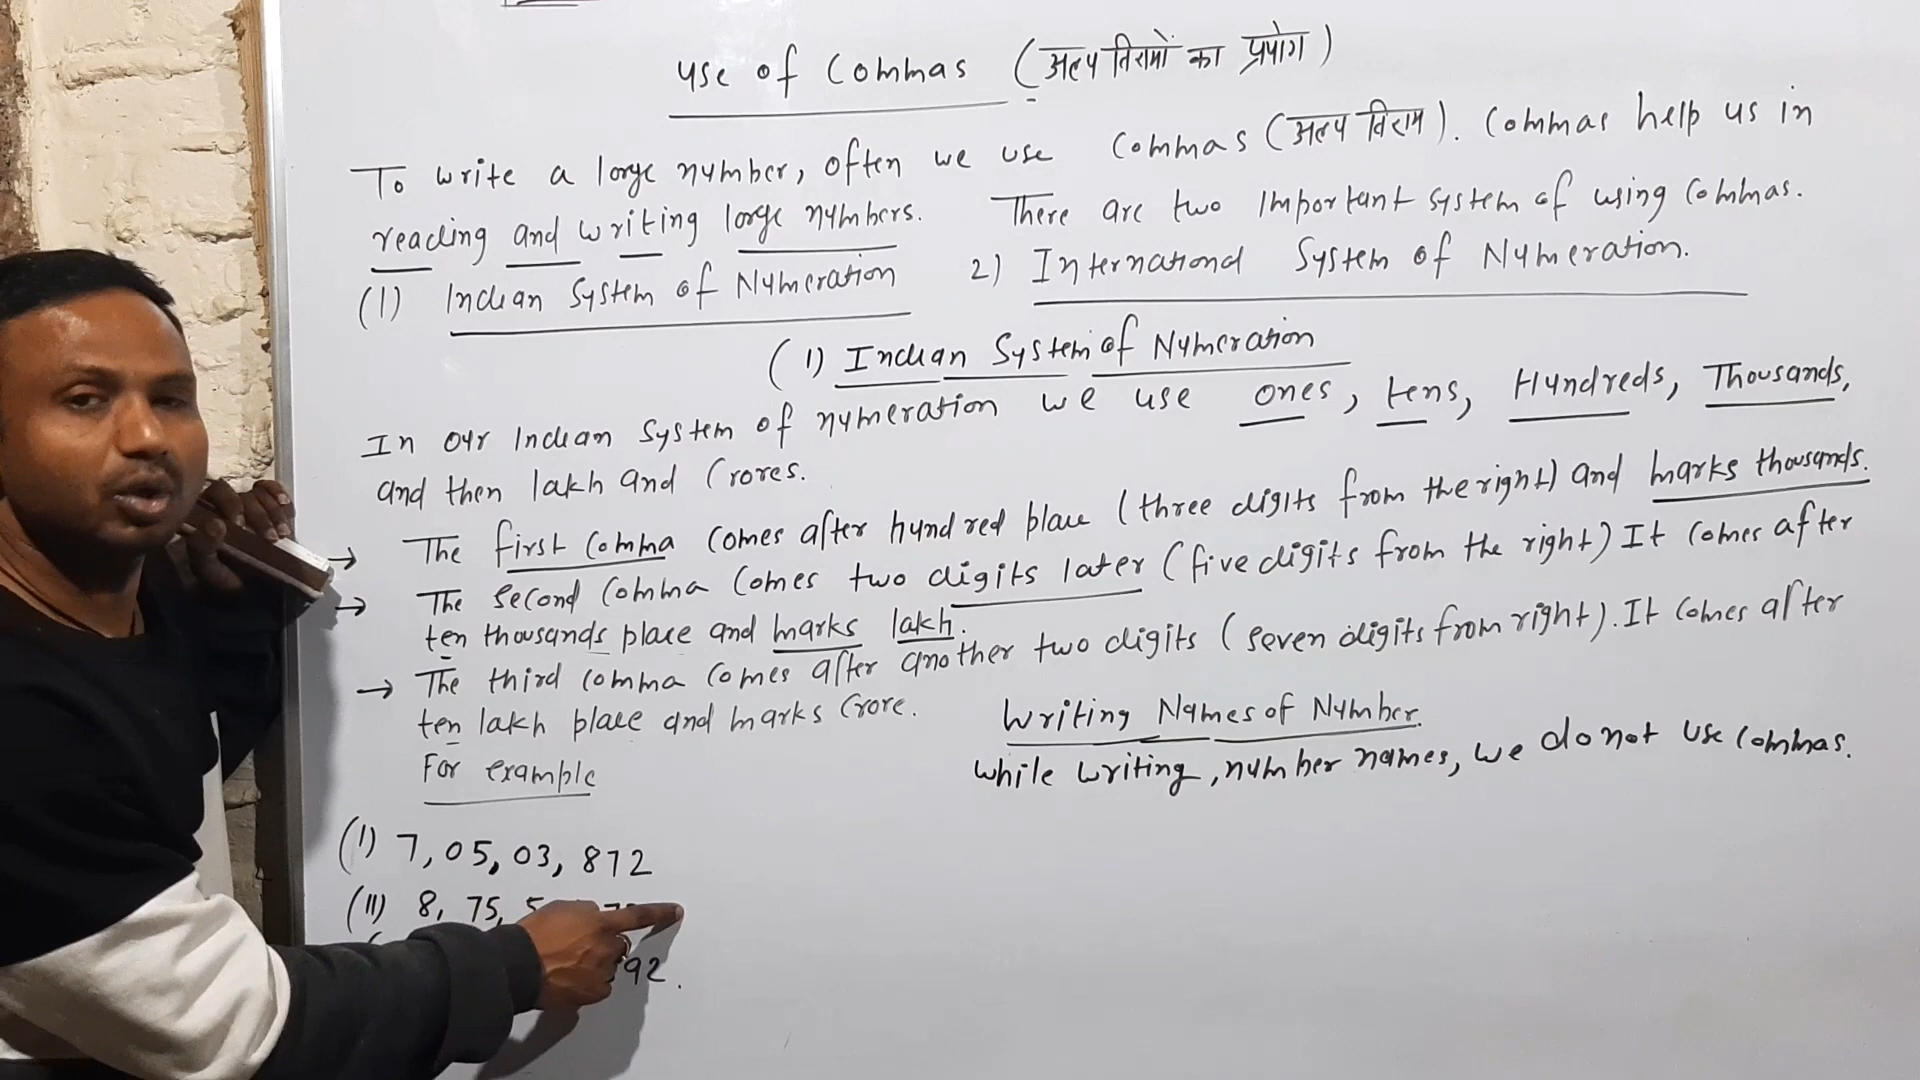 Use of Commas (अल्प विरामों का प्रयोग)
To write a large number, often we use commas (अल्प विराम). Commas help us in
reading and writing large numbers. There are two important system of using commas.
(1) Indian System of Numeration 2) International System of Numeration.
(1) Indian System of Numeration
In our Indian system of numeration we use ones, tens, Hundreds, Thousands,
and then lakh and Crores.
→ The first comma comes after hundred place (three digits from the right) and marks thousands.
→ The second comma comes two digits later (five digits from the right) It comes after
ten thousands place and marks lakh.
→ The third comma comes after another two digits (seven digits from right). It comes after
ten lakh place and marks Crore.
Writing Names of Number.
While writing, number names, we do not use commas.
For example
(I) 7,05,03,872
(II) 8, 75, 5
92.